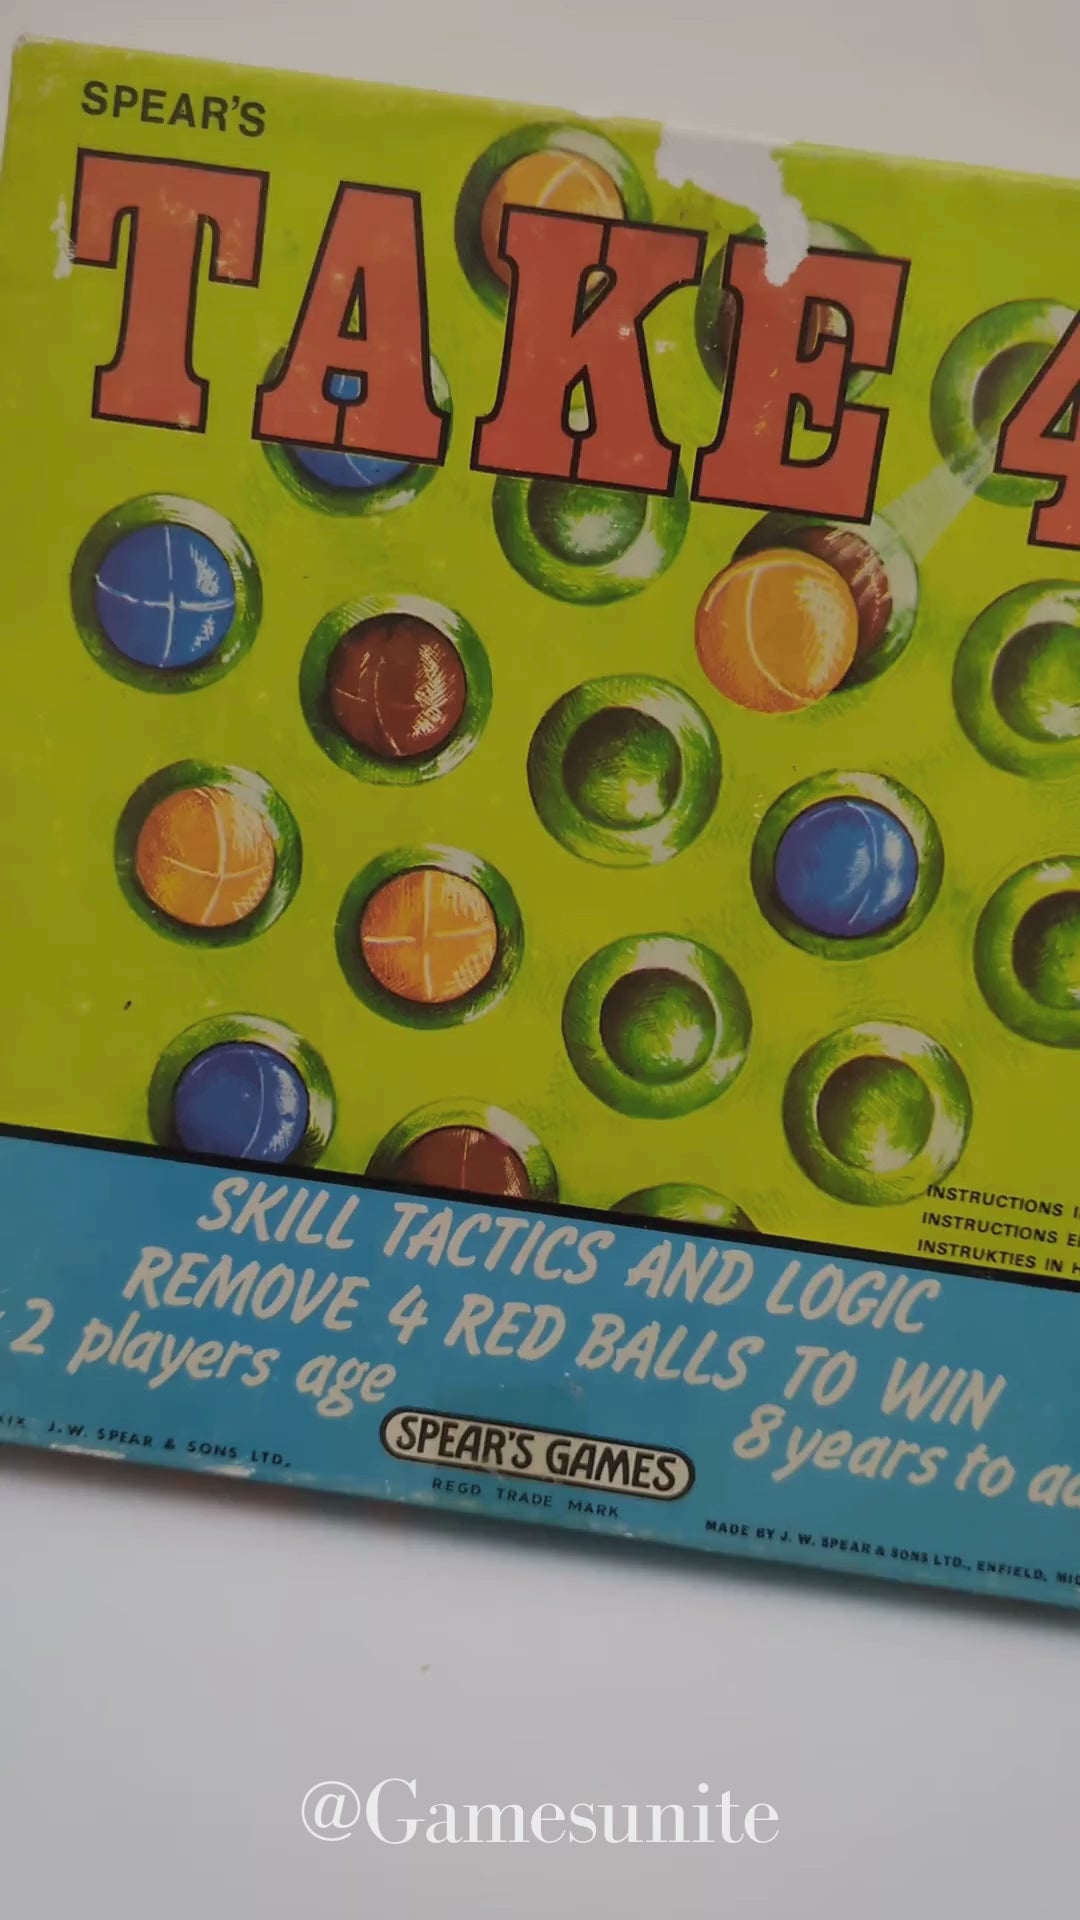 SPEAR'S
TAKE 4
INSTRUCTIONS
INSTRUCTIONS
INSTRUKTIES IN
SKILL TACTICS AND LOGIC
REMOVE 4 RED BALLS TO WIN
2 players age
8 years to
J. W. SPEAR & SONS LTD.
SPEAR'S GAMES
REGD TRADE MARK
MADE BY J. W. SPEAR & SONS LTD., ENFIELD,
@Gamesunite